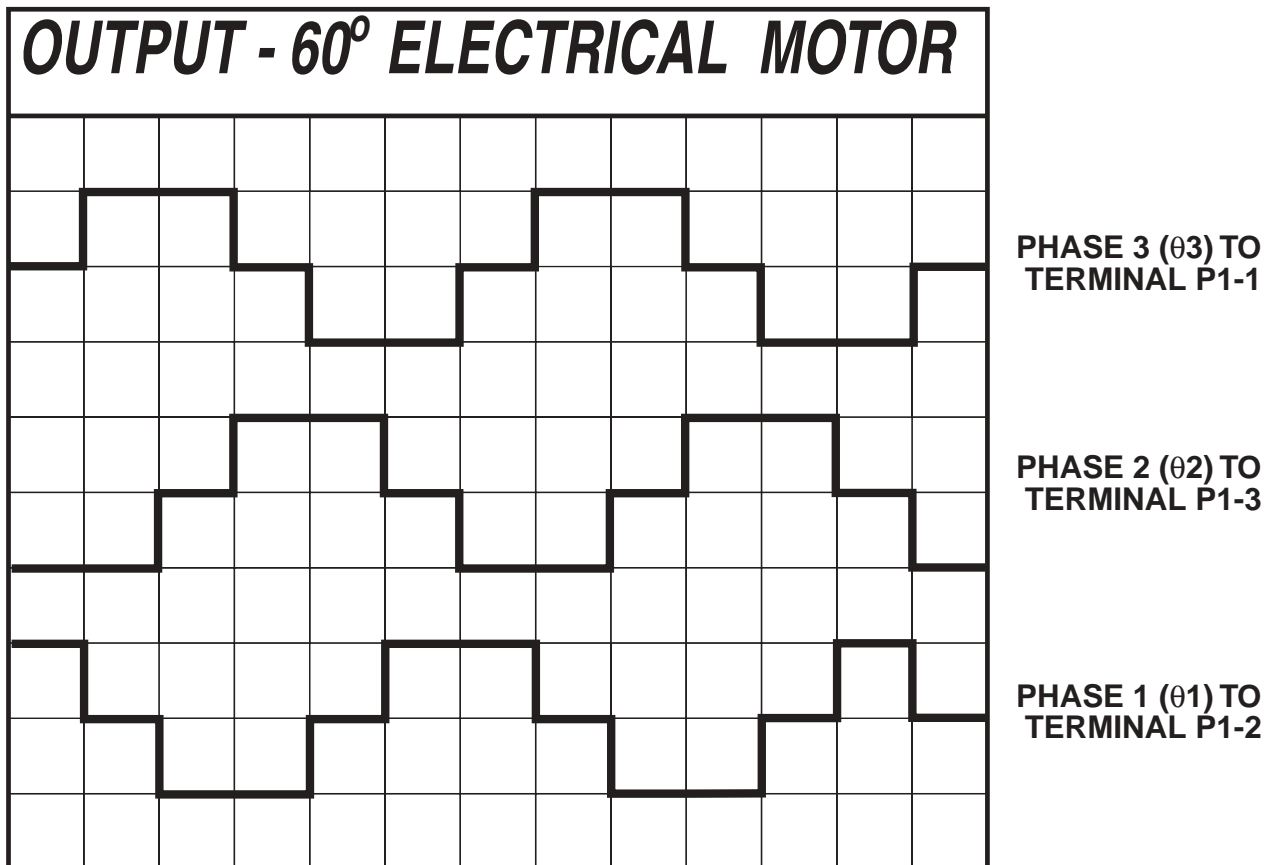 OUTPUT - 60º ELECTRICAL MOTOR
PHASE 3 (θ3) TO
TERMINAL P1-1
PHASE 2 (θ2) TO
TERMINAL P1-3
PHASE 1 (θ1) TO
TERMINAL P1-2